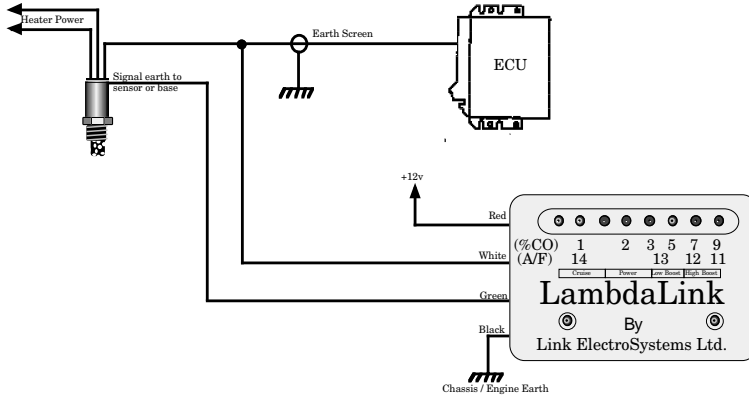 Heater Power
Earth Screen
ECU
Signal earth to
sensor or base
+12v
Red
White
Green
Black
(%CO) 1 2 3 5 7 9
(A/F) 14 13 12 11
Cruise Power Low Boost High Boost
LambdaLink
By
Link ElectroSystems Ltd.
Chassis / Engine Earth